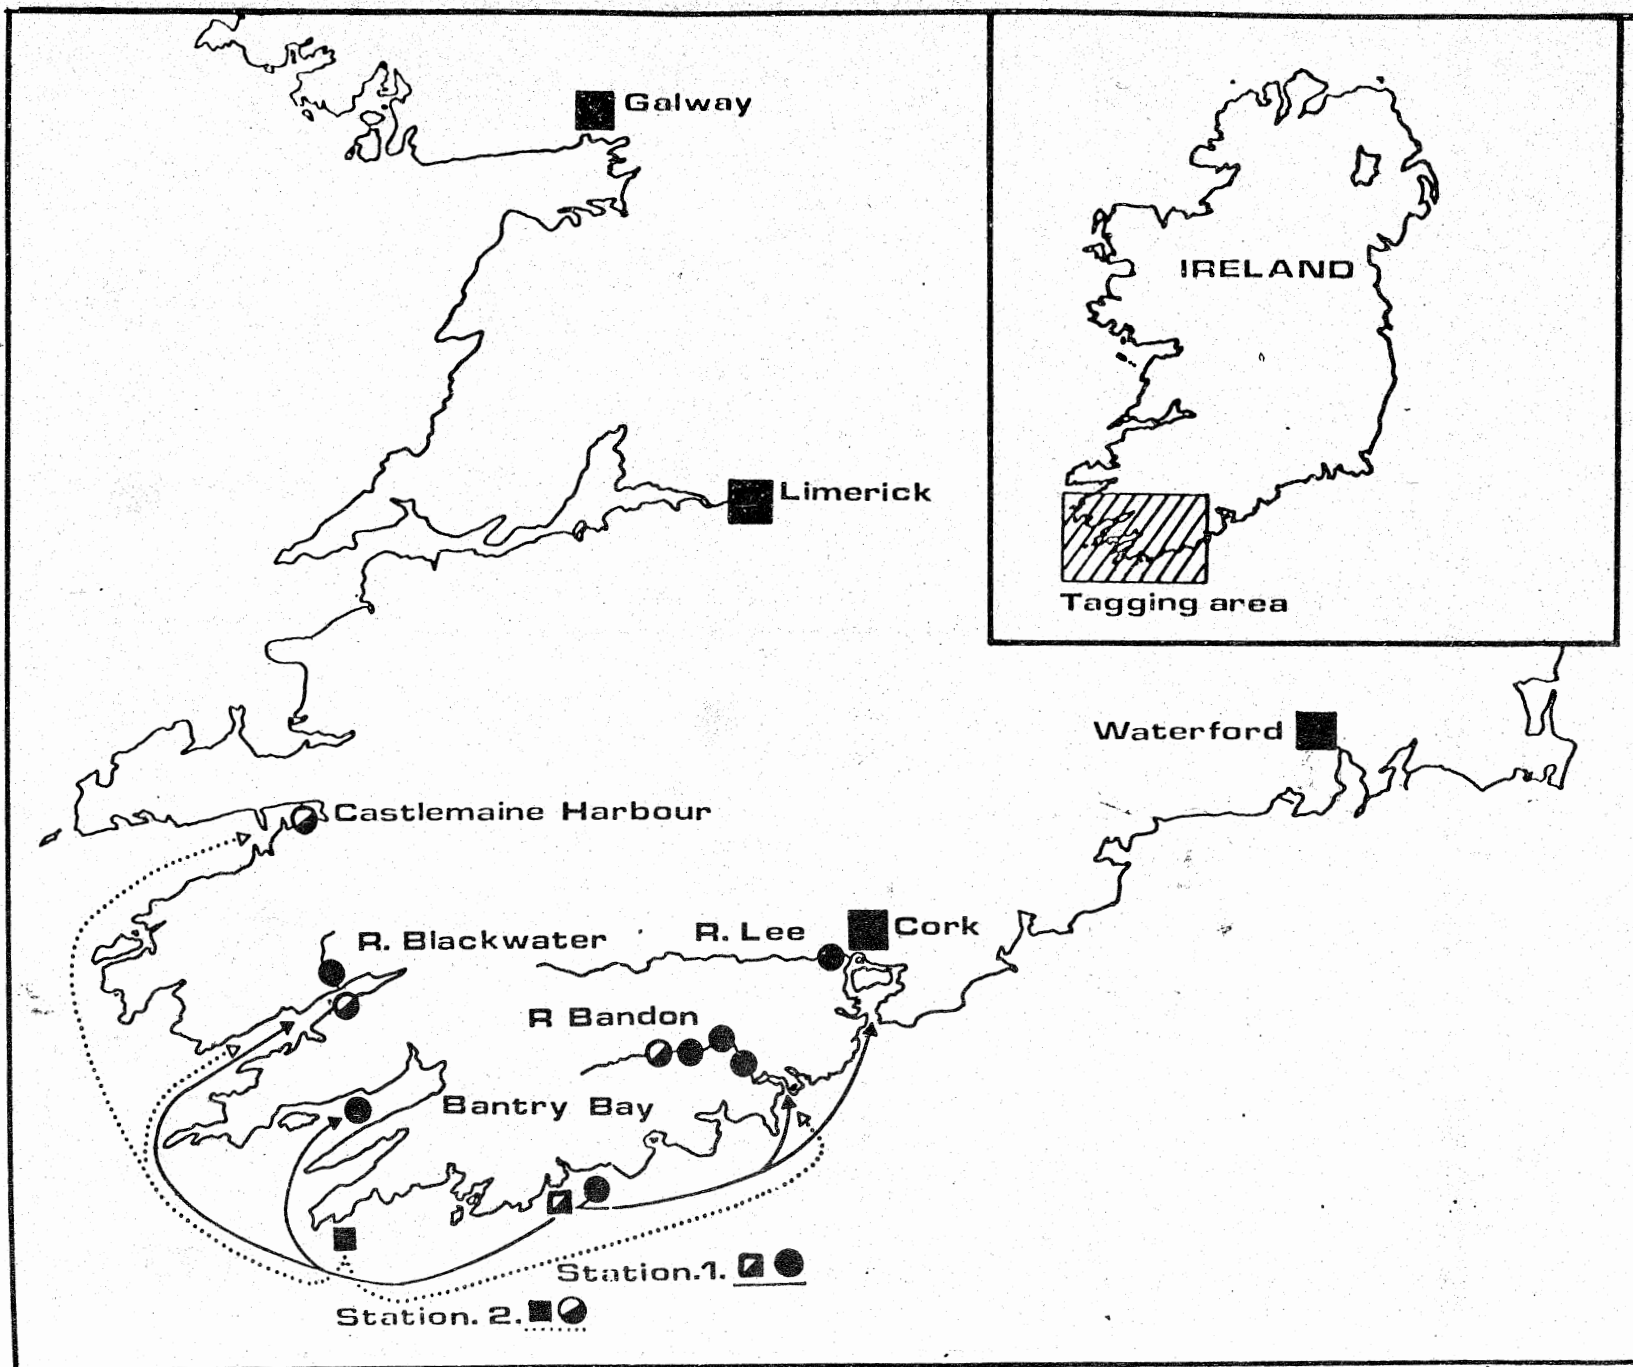 Galway
IRELAND
Limerick
Tagging area
Waterford
Castlemaine Harbour
R. Blackwater
R. Lee
Cork
R Bandon
Bantry Bay
Station.1.
Station. 2.